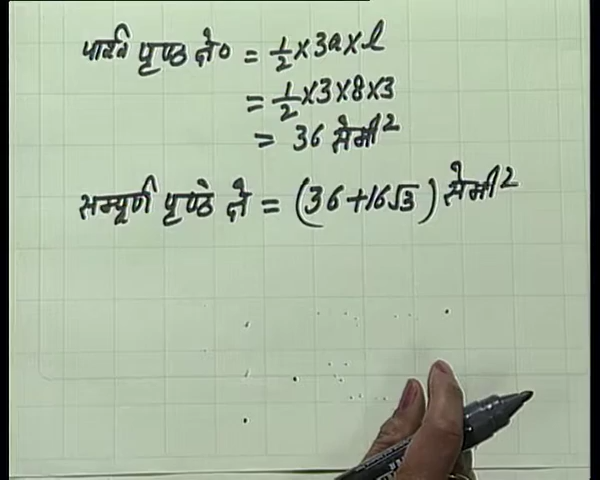 पार्श्व पृष्ठ क्षे० = 1/2 × 3a × l
= 1/2 × 3 × 8 × 3
= 36 सेमी²
सम्पूर्ण पृष्ठ क्षे = (36 + 16√3) सेमी²